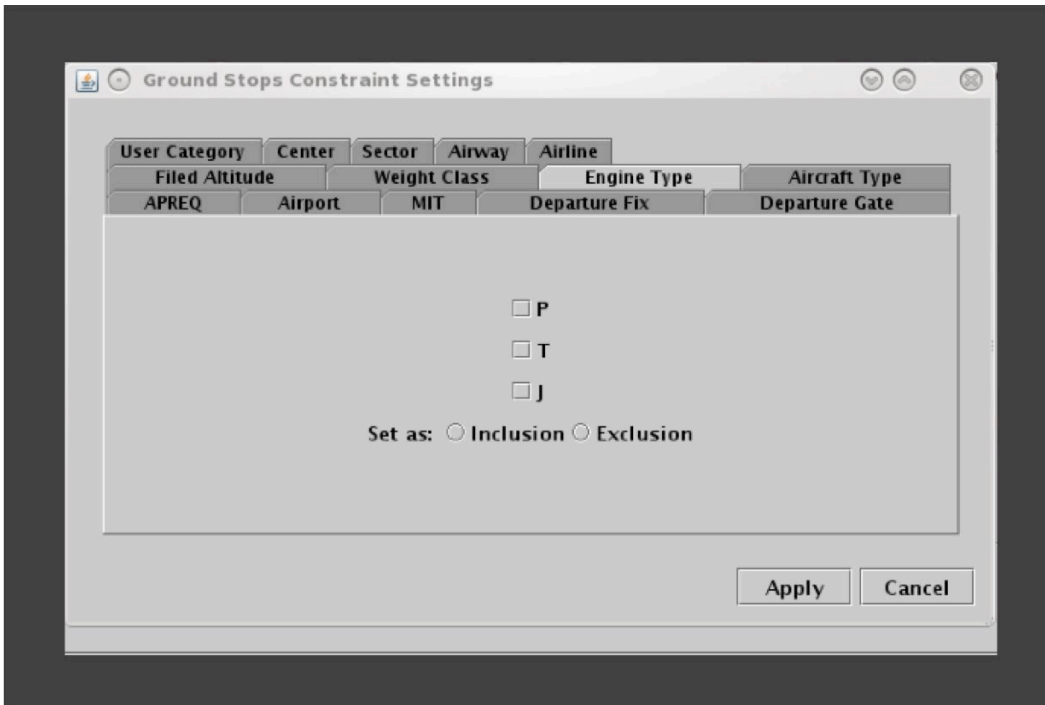 Ground Stops Constraint Settings
User Category Center Sector Airway Airline
Filed Altitude Weight Class Engine Type Aircraft Type
APREQ Airport MIT Departure Fix Departure Gate
P
T
J
Set as: Inclusion Exclusion
Apply Cancel